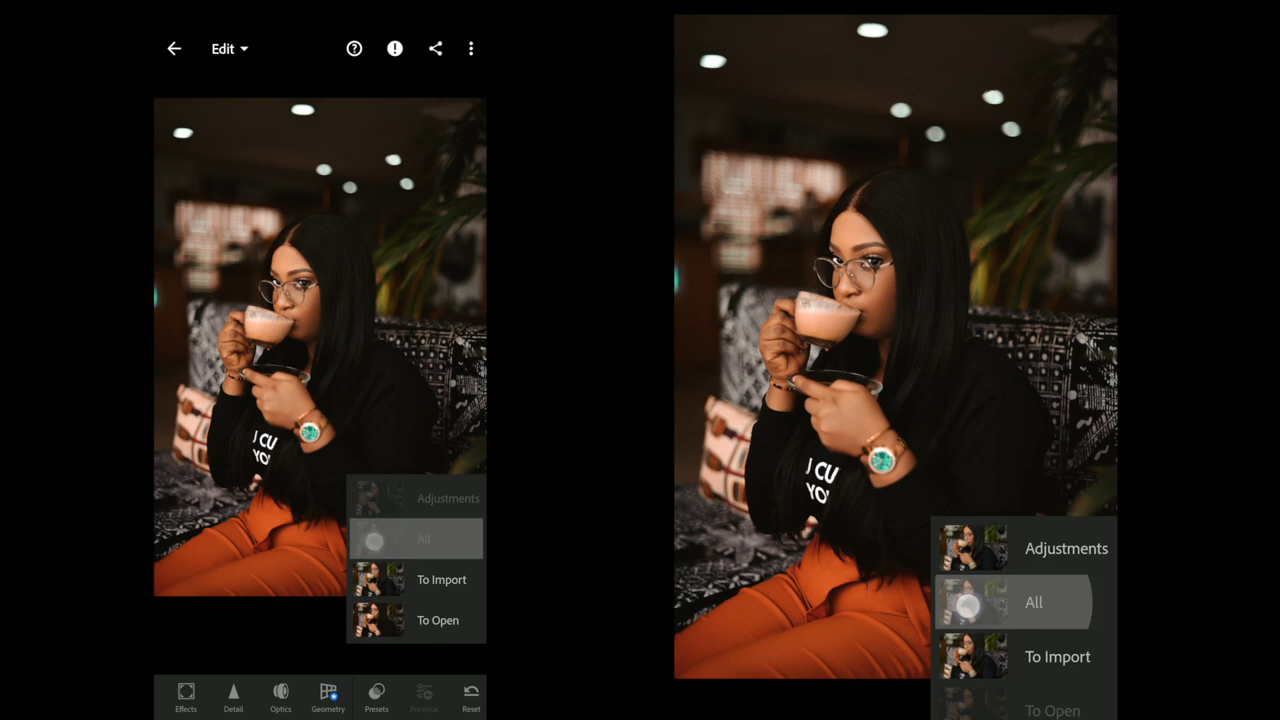 Edit
J CU
YO
Adjustments
All
To Import
To Open
Effects
Detail
Optics
Geometry
Presets
Previous
Reset
J CU
YO
Adjustments
All
To Import
To Open